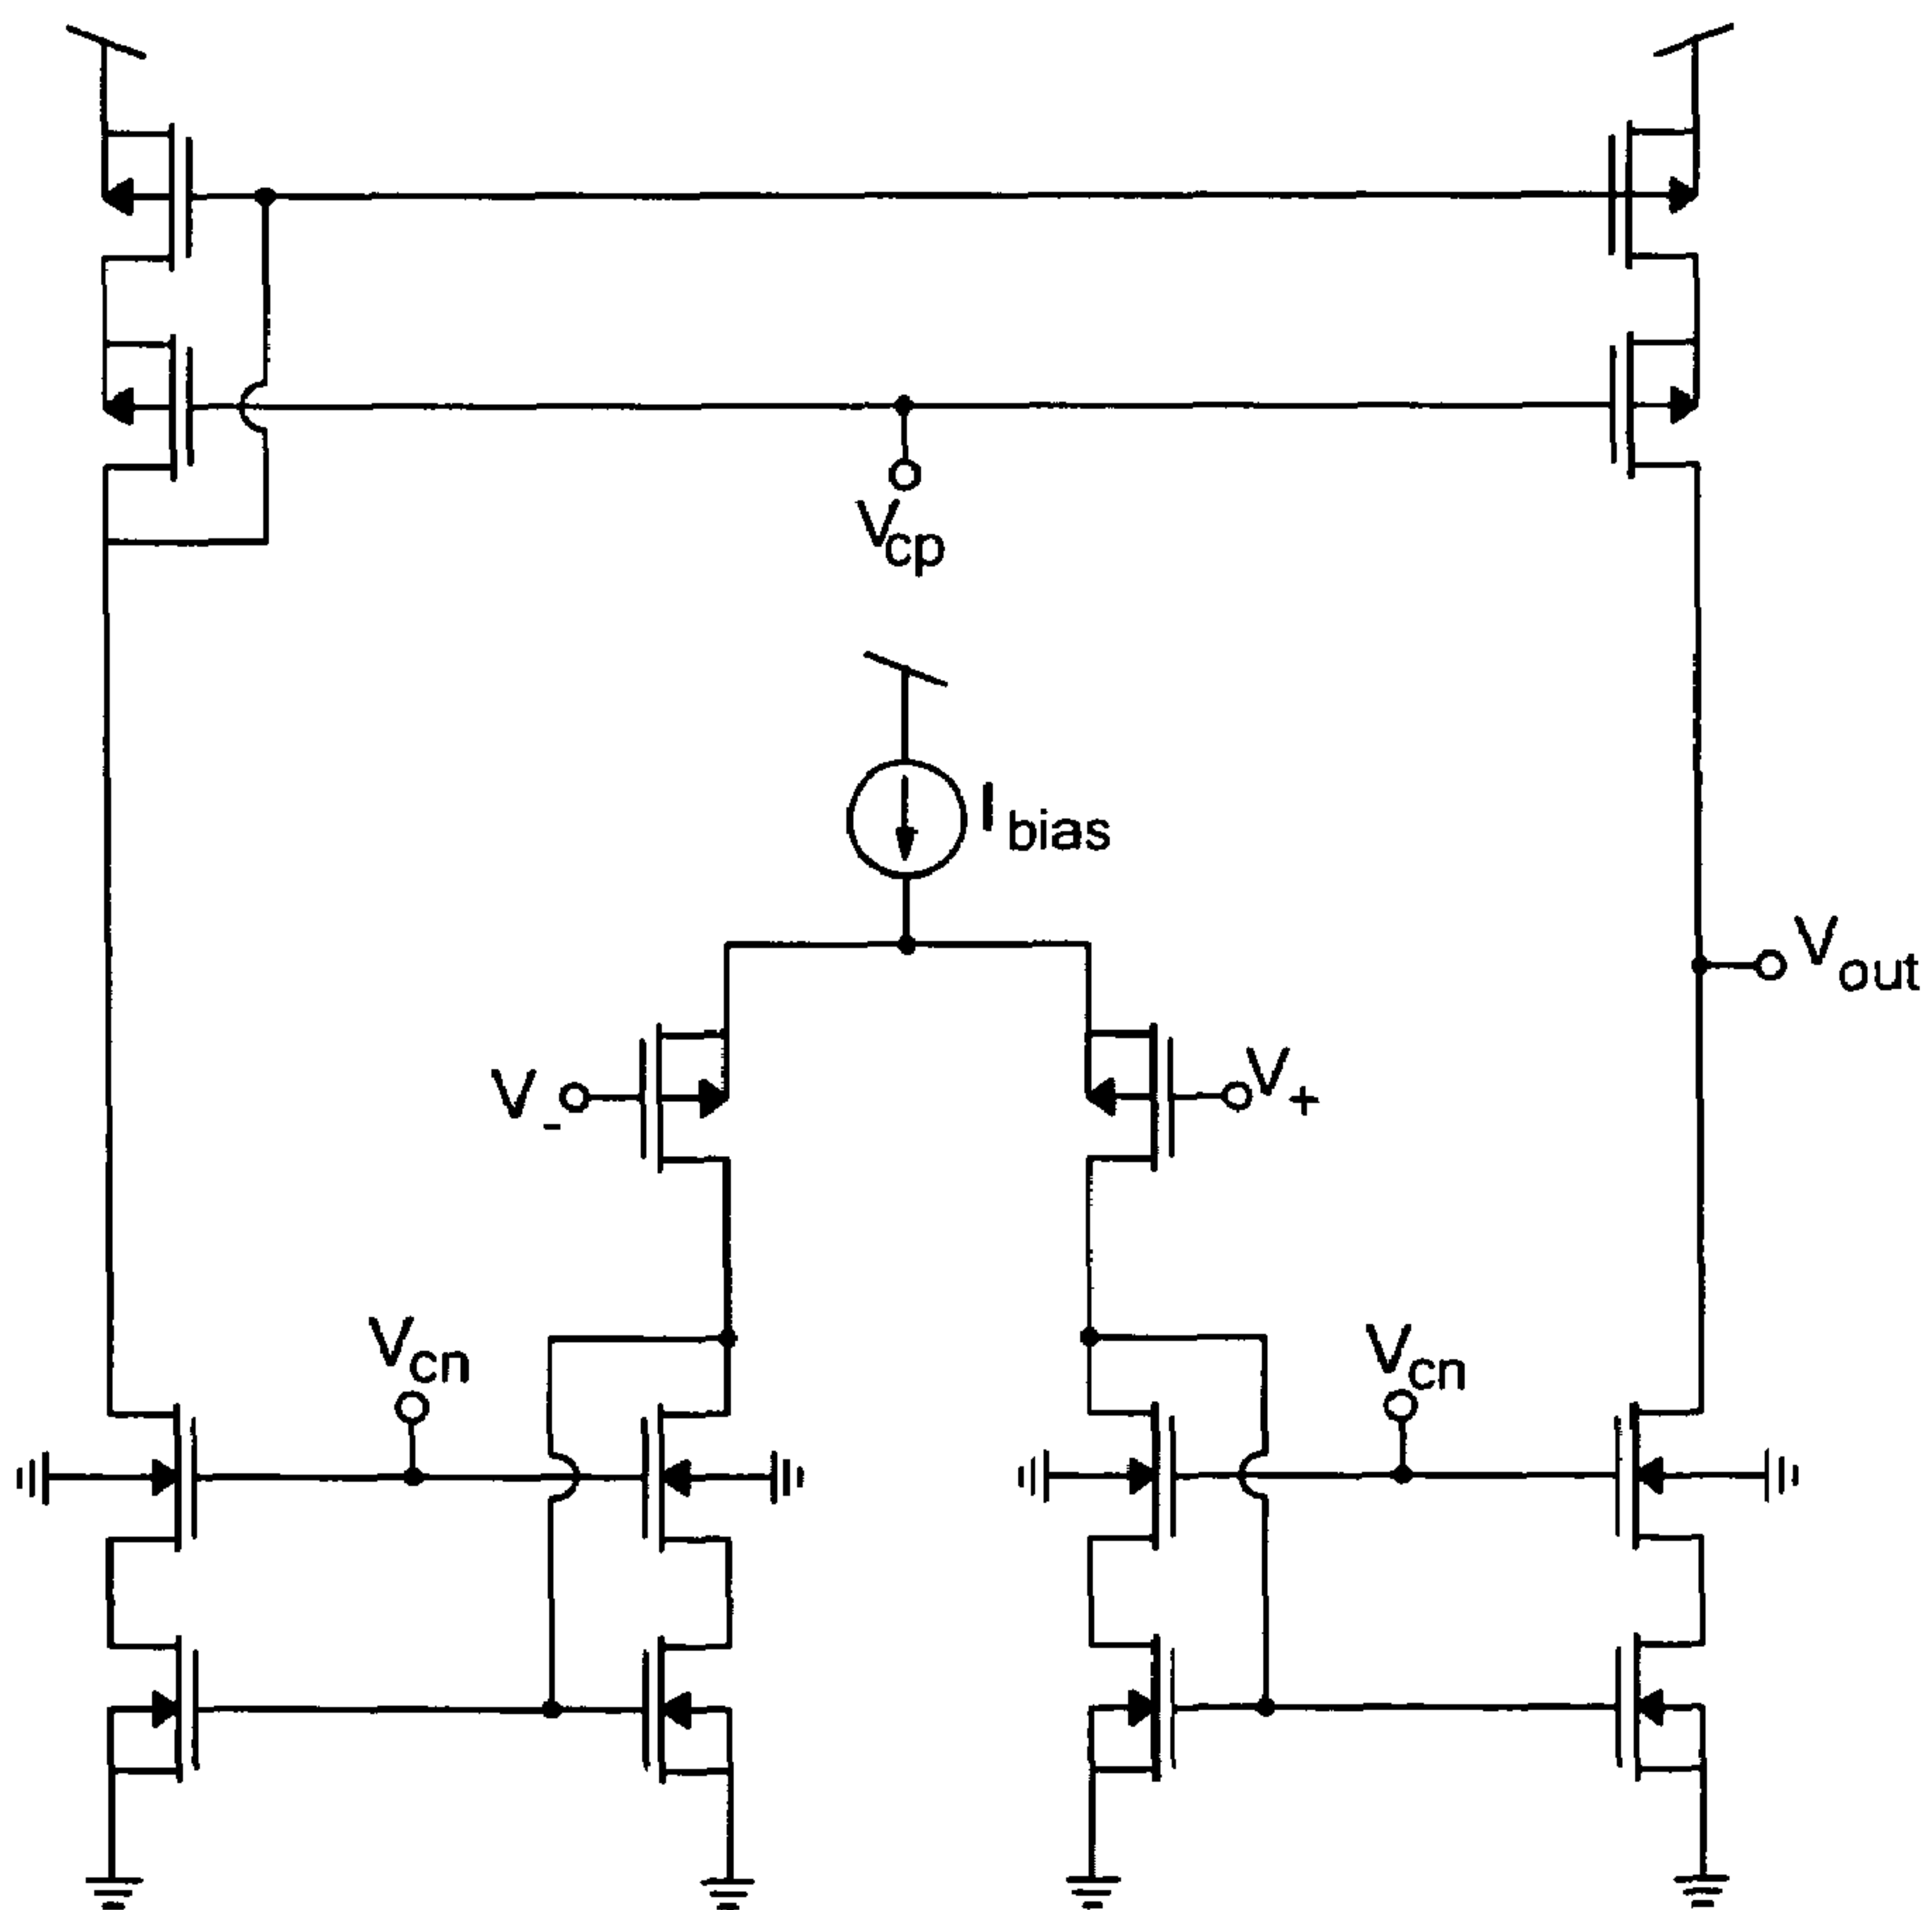 Vcp
Ibias
Vout
V-
V+
Vcn
Vcn